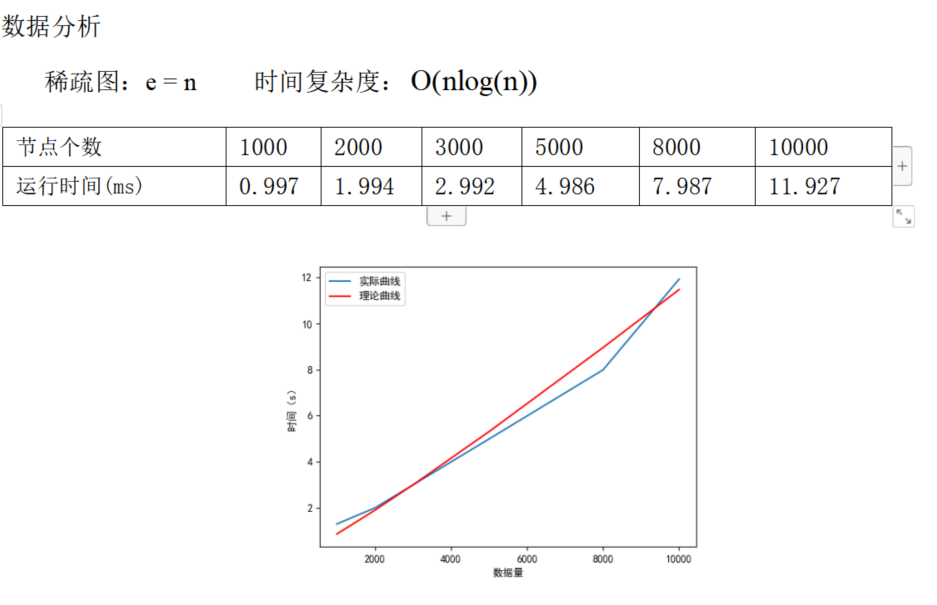 数据分析
稀疏图：e = n 时间复杂度： O(nlog(n))
节点个数 1000 2000 3000 5000 8000 10000
运行时间(ms) 0.997 1.994 2.992 4.986 7.987 11.927
实际曲线
理论曲线
12
10
8
6
4
2
时间（s）
2000 4000 6000 8000 10000
数据量